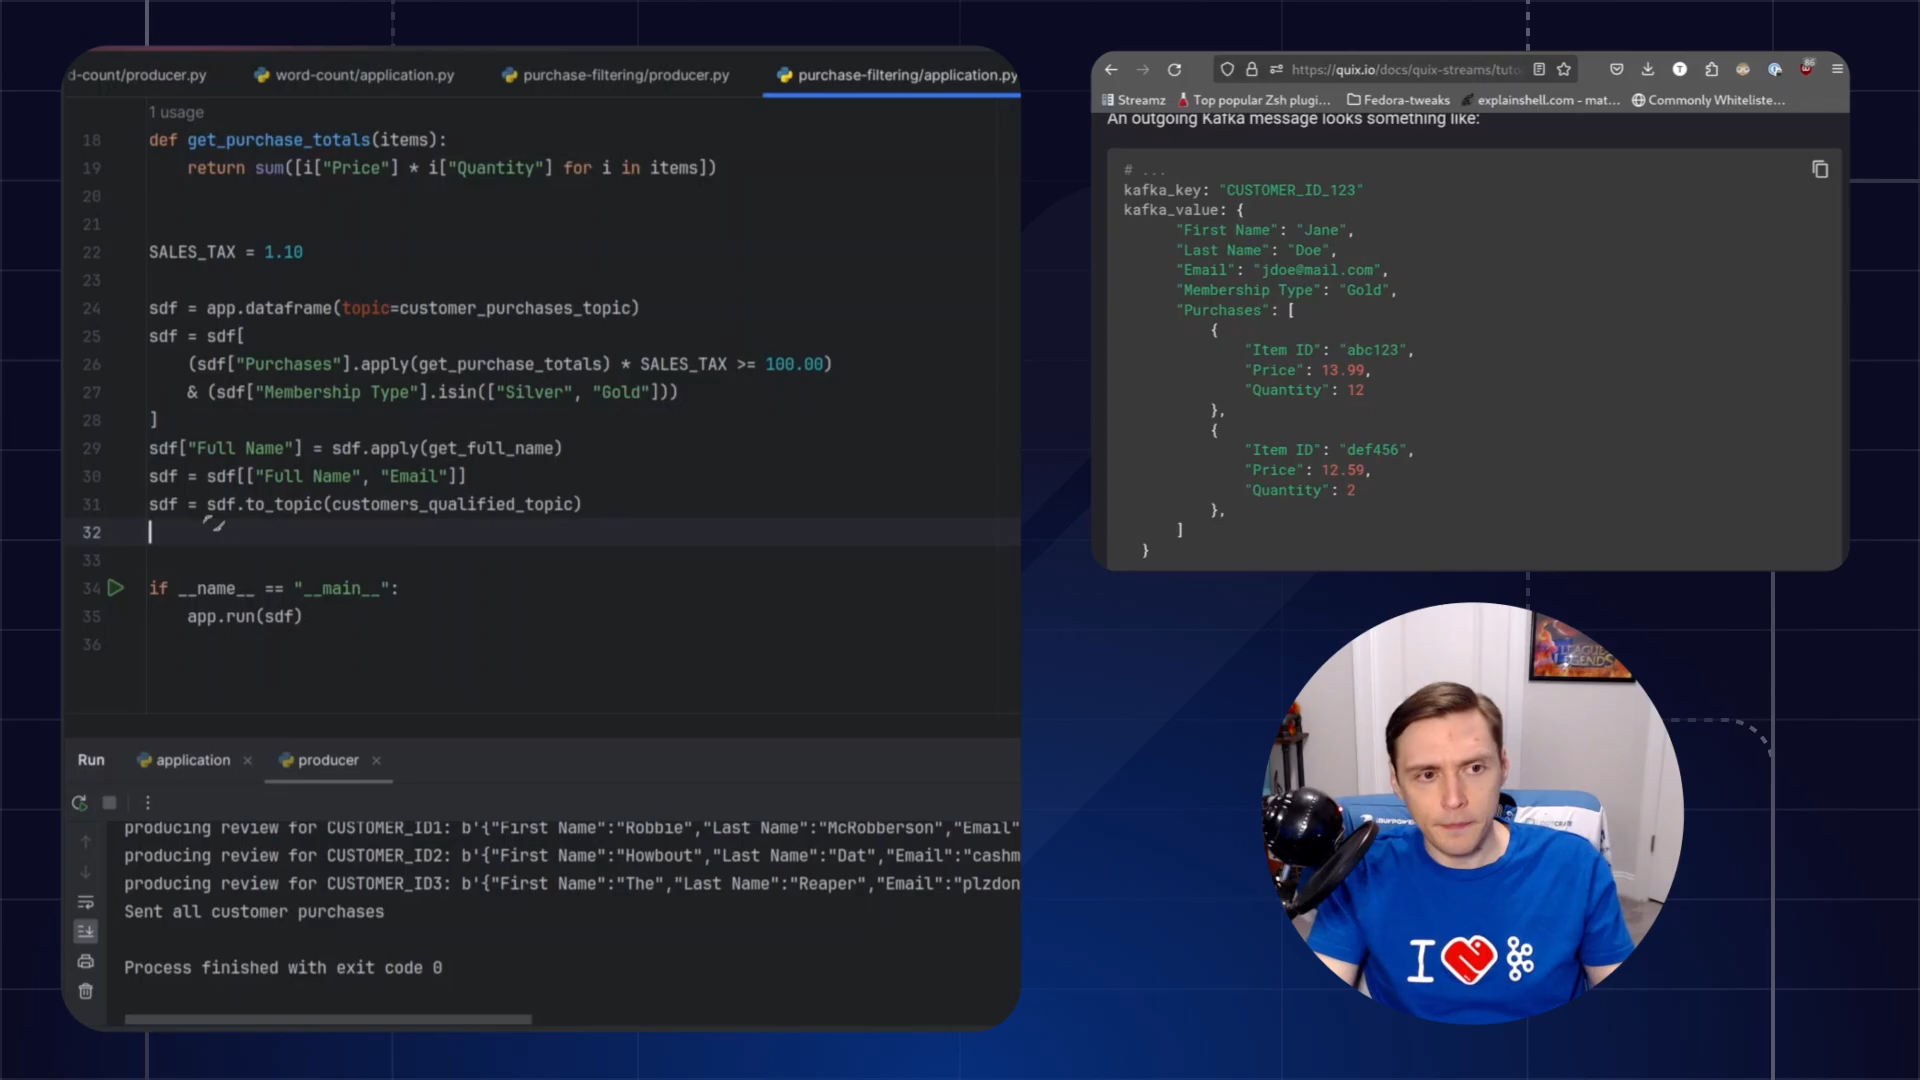 d-count/producer.py
word-count/application.py
purchase-filtering/producer.py
purchase-filtering/application.py
1 usage
18 def get_purchase_totals(items):
19 return sum([i["Price"] * i["Quantity"] for i in items])
20
21
22 SALES_TAX = 1.10
23
24 sdf = app.dataframe(topic=customer_purchases_topic)
25 sdf = sdf[
26 (sdf["Purchases"].apply(get_purchase_totals) * SALES_TAX >= 100.00)
27 & (sdf["Membership Type"].isin(["Silver", "Gold"]))
28 ]
29 sdf["Full Name"] = sdf.apply(get_full_name)
30 sdf = sdf[["Full Name", "Email"]]
31 sdf = sdf.to_topic(customers_qualified_topic)
32
33
34 if __name__ == "__main__":
35 app.run(sdf)
36
Run application producer
producing review for CUSTOMER_ID1: b'{"First Name":"Robbie","Last Name":"McRobberson","Email"
producing review for CUSTOMER_ID2: b'{"First Name":"Howbout","Last Name":"Dat","Email":"cashm
producing review for CUSTOMER_ID3: b'{"First Name":"The","Last Name":"Reaper","Email":"plzdon
Sent all customer purchases
Process finished with exit code 0
https://quix.io/docs/quix-streams/tuto
86
Streamz Top popular Zsh plugi... Fedora-tweaks explainshell.com - mat... Commonly Whiteliste...
An outgoing Kafka message looks something like:
# ...
kafka_key: "CUSTOMER_ID_123"
kafka_value: {
"First Name": "Jane",
"Last Name": "Doe",
"Email": "jdoe@mail.com",
"Membership Type": "Gold",
"Purchases": [
{
"Item ID": "abc123",
"Price": 13.99,
"Quantity": 12
},
{
"Item ID": "def456",
"Price": 12.59,
"Quantity": 2
},
]
}
LEAGUE
LEGENDS
I